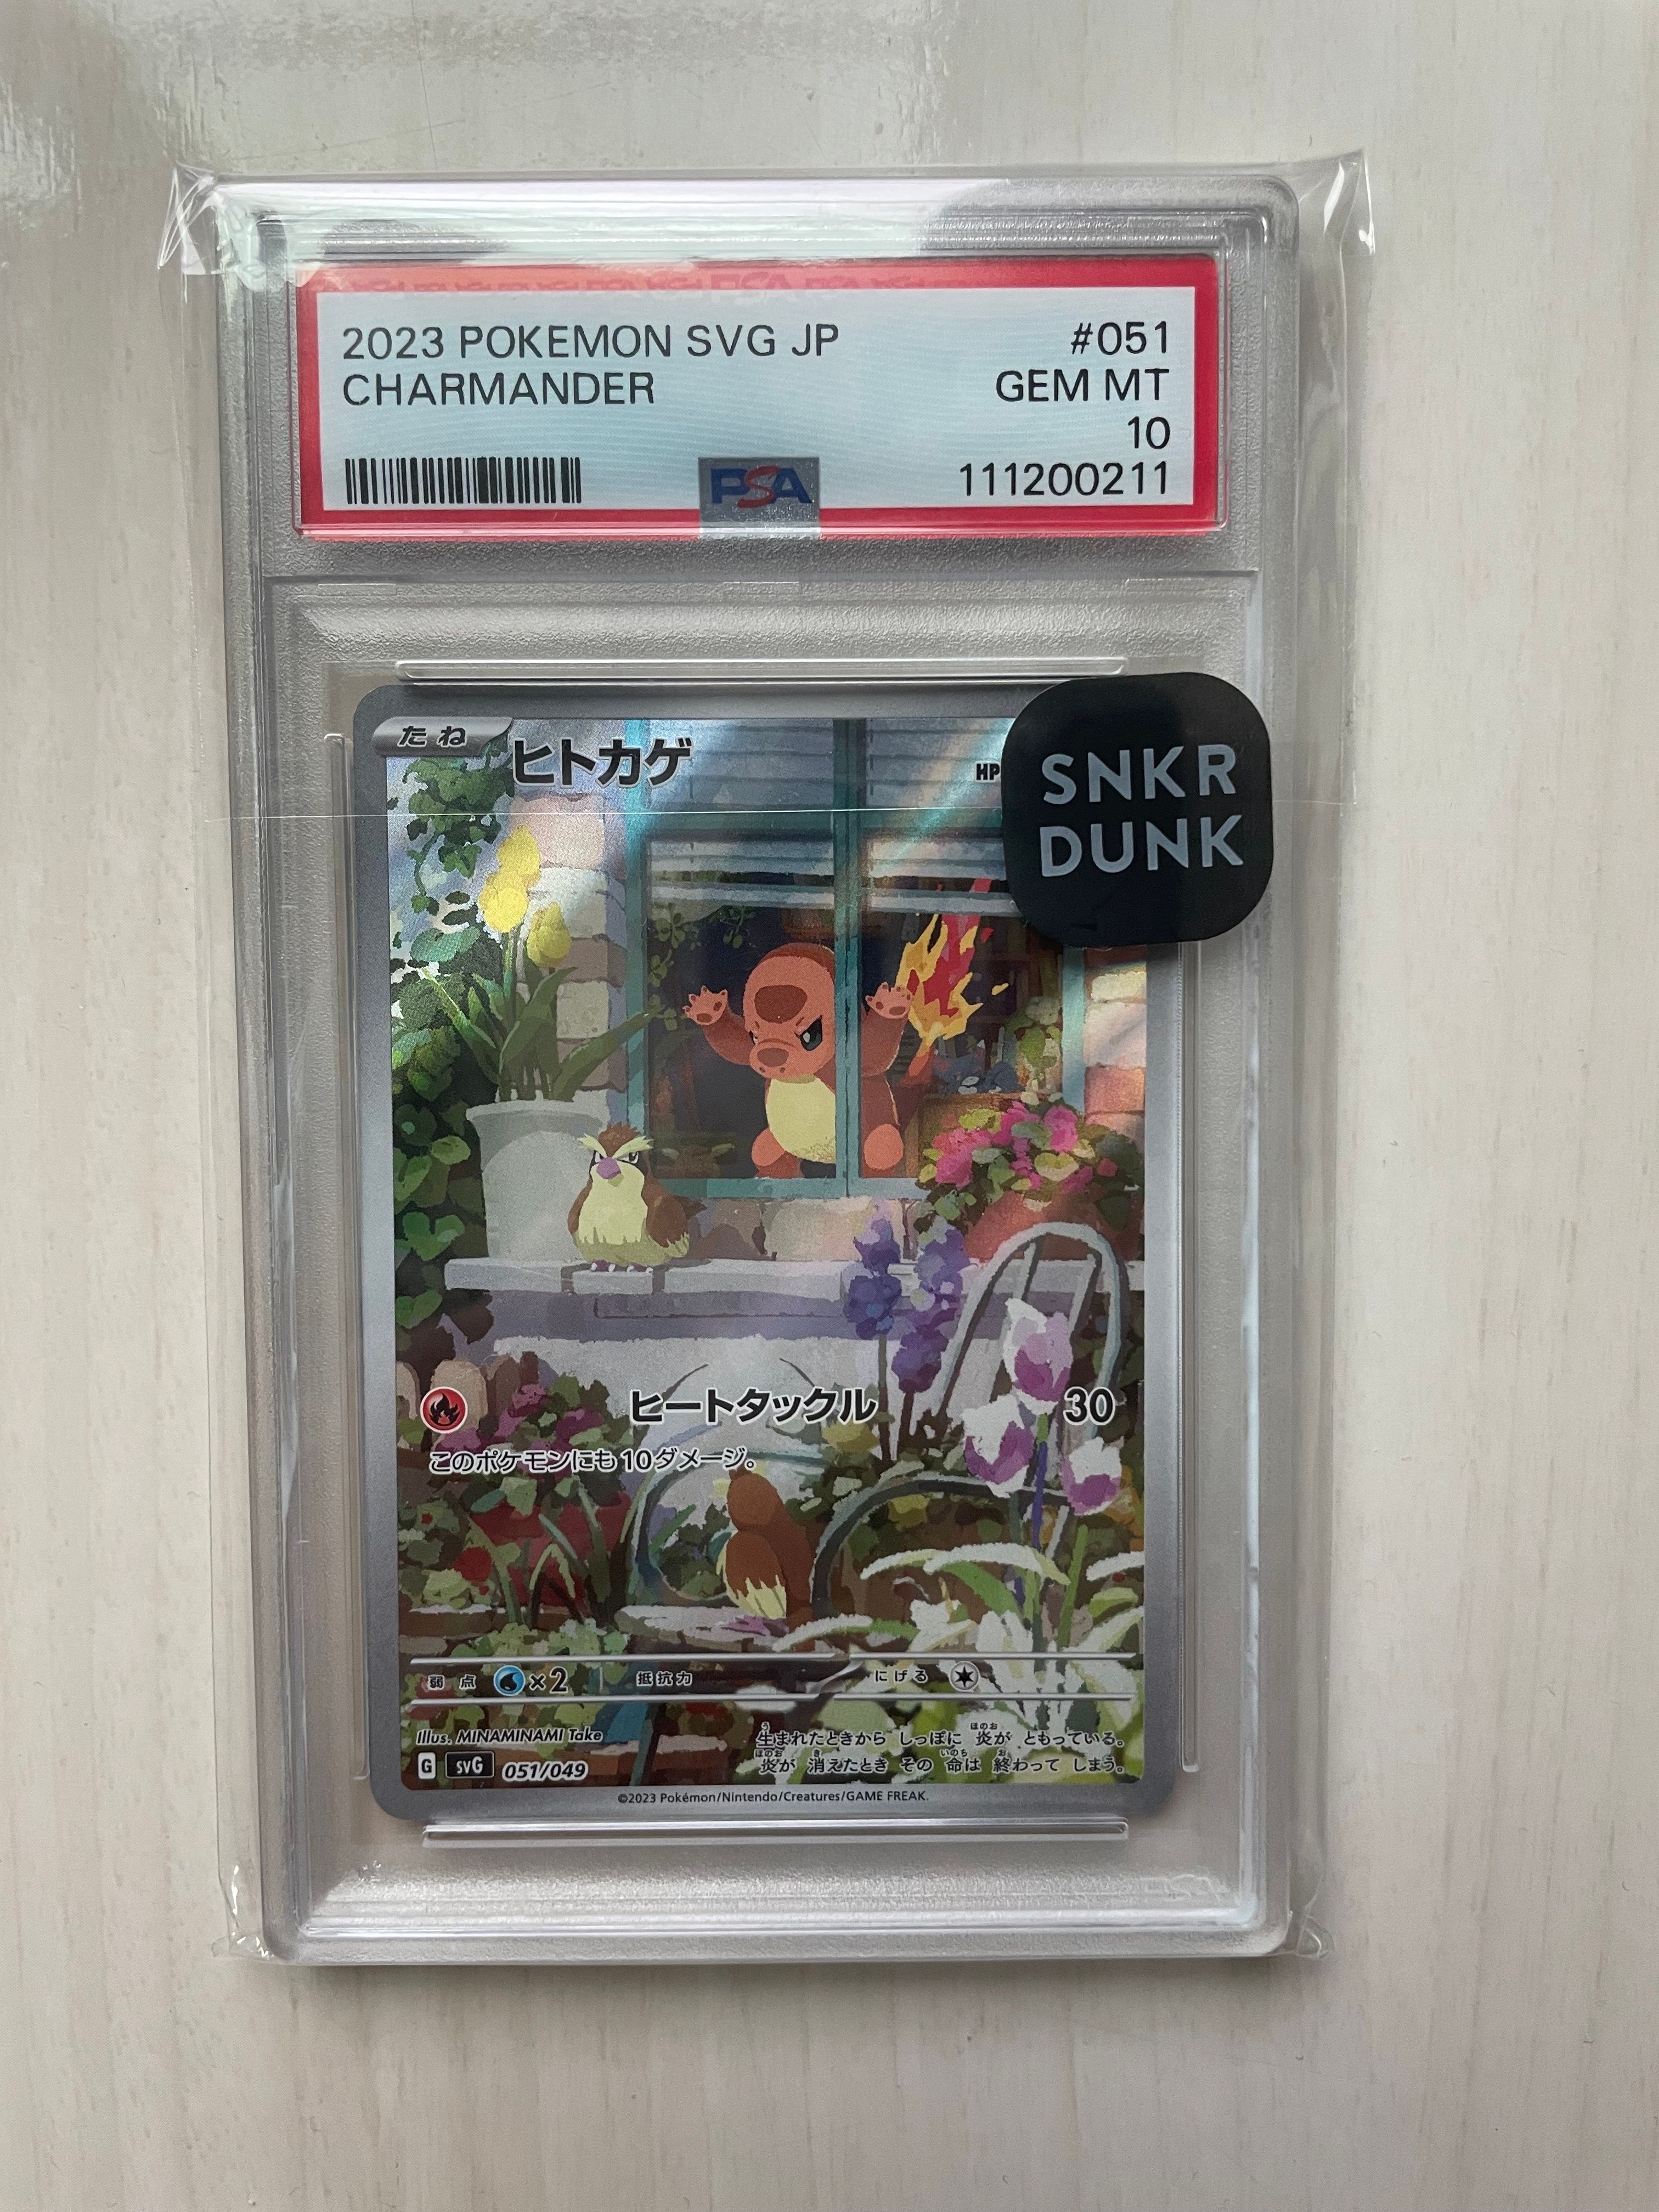 2023 POKEMON SVG JP #051
CHARMANDER GEM MT
10
PSA 111200211
たね
ヒトカゲ HP
SNKR
DUNK
ヒートタックル 30
このポケモンにも10ダメージ。
弱点 ×2 抵抗力 にげる
Illus. MINAMINAMI Take
生まれたときから しっぽに 炎が ともっている。
炎が 消えたとき その 命は 終わって しまう。
G svG 051/049
©2023 Pokémon/Nintendo/Creatures/GAME FREAK.